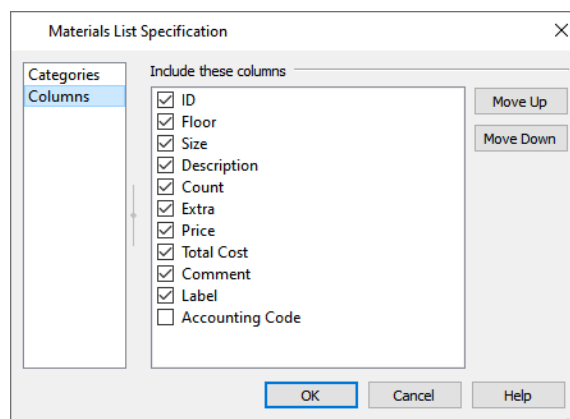 Materials List Specification
Categories
Columns
Include these columns
ID
Floor
Size
Description
Count
Extra
Price
Total Cost
Comment
Label
Accounting Code
Move Up
Move Down
OK
Cancel
Help